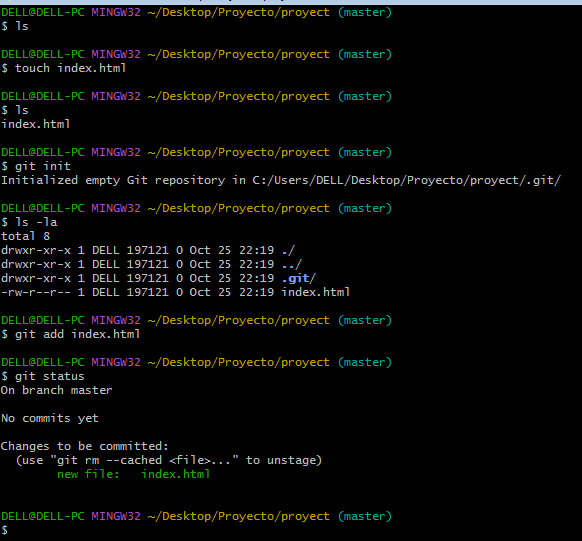 DELL@DELL-PC MINGW32 ~/Desktop/Proyecto/proyect (master)
$ ls
DELL@DELL-PC MINGW32 ~/Desktop/Proyecto/proyect (master)
$ touch index.html
DELL@DELL-PC MINGW32 ~/Desktop/Proyecto/proyect (master)
$ ls
index.html
DELL@DELL-PC MINGW32 ~/Desktop/Proyecto/proyect (master)
$ git init
Initialized empty Git repository in C:/Users/DELL/Desktop/Proyecto/proyect/.git/
DELL@DELL-PC MINGW32 ~/Desktop/Proyecto/proyect (master)
$ ls -la
total 8
drwxr-xr-x 1 DELL 197121 0 Oct 25 22:19 ./
drwxr-xr-x 1 DELL 197121 0 Oct 25 22:19 ../
drwxr-xr-x 1 DELL 197121 0 Oct 25 22:19 .git/
-rw-r--r-- 1 DELL 197121 0 Oct 25 22:19 index.html
DELL@DELL-PC MINGW32 ~/Desktop/Proyecto/proyect (master)
$ git add index.html
DELL@DELL-PC MINGW32 ~/Desktop/Proyecto/proyect (master)
$ git status
On branch master
No commits yet
Changes to be committed:
  (use "git rm --cached <file>..." to unstage)
        new file:   index.html
DELL@DELL-PC MINGW32 ~/Desktop/Proyecto/proyect (master)
$